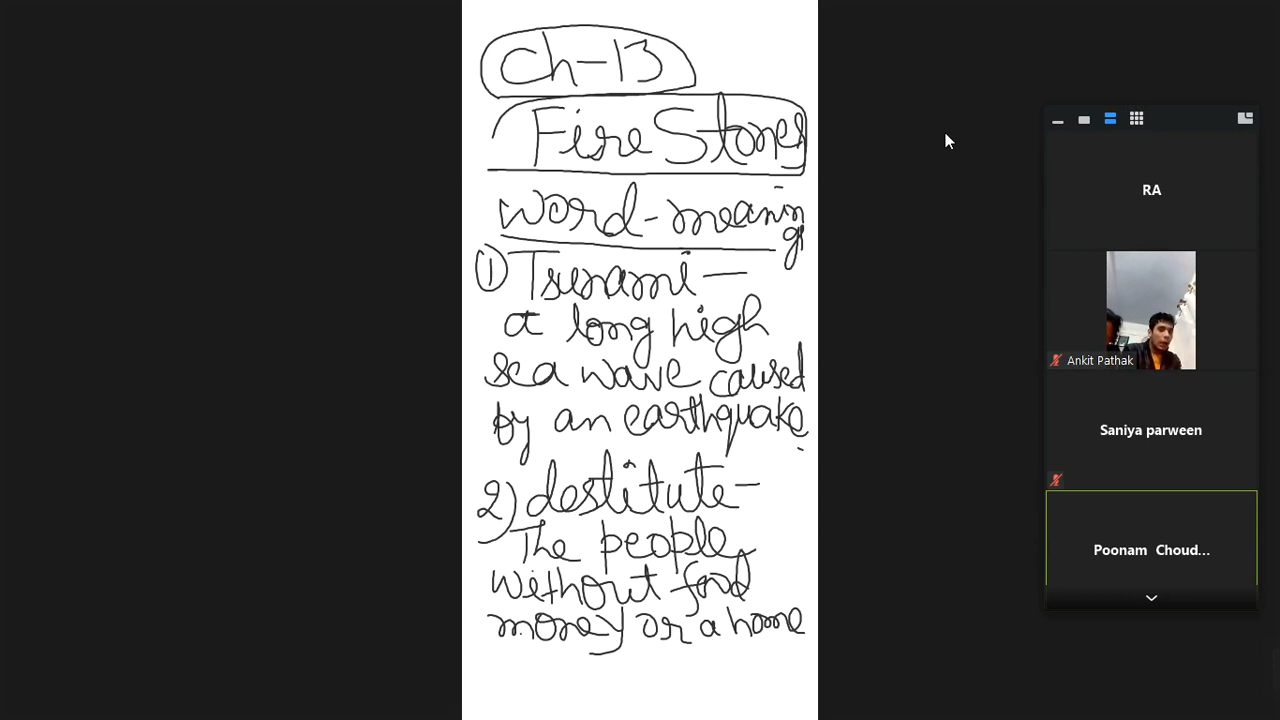 Ch-13
Fire Stones
word-meaning
① Tsunami-
a long high
sea wave caused
by an earthquake.
2) destitute-
The people
without food
money or a home
RA
Ankit Pathak
Saniya parween
Poonam Choud...